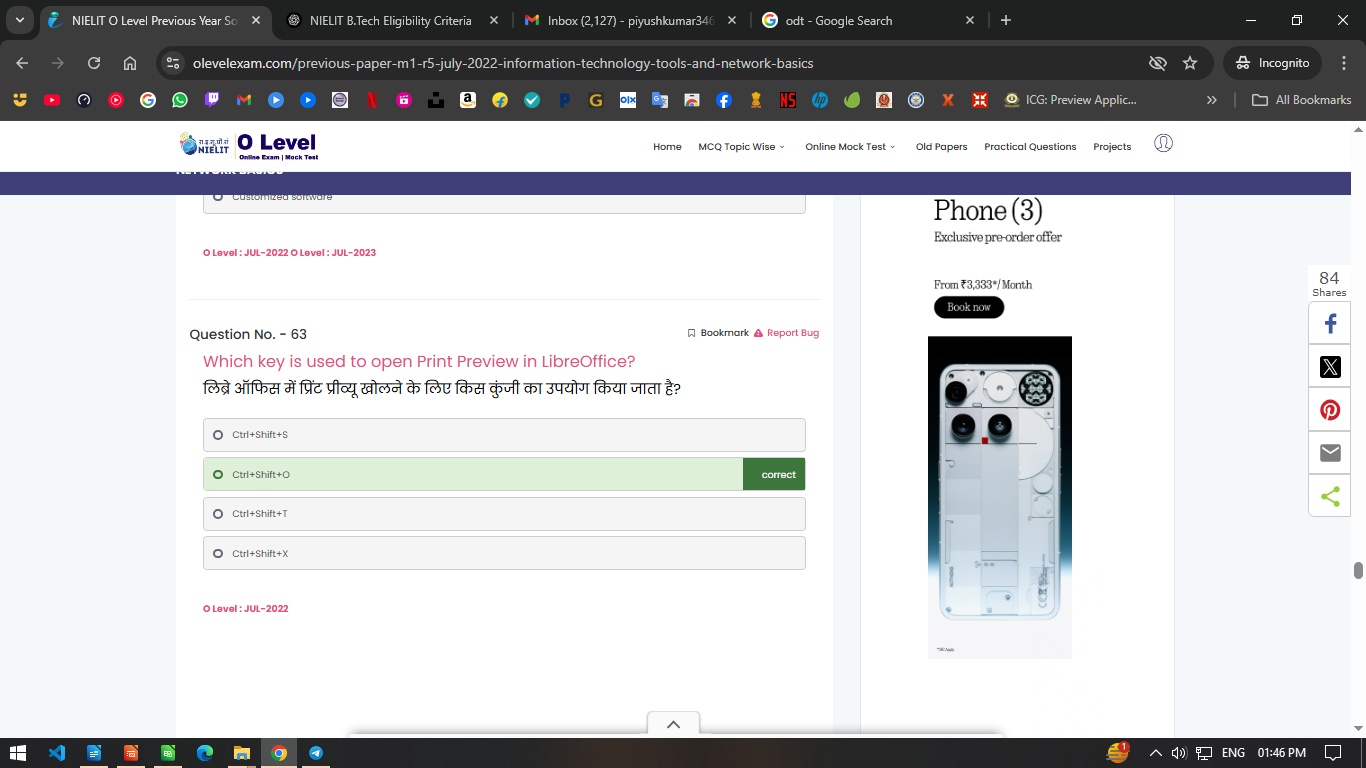 NIELIT O Level Previous Year So
NIELIT B.Tech Eligibility Criteria
Inbox (2,127) - piyushkumar346
odt - Google Search
olevelexam.com/previous-paper-m1-r5-july-2022-information-technology-tools-and-network-basics
Incognito
ICG: Preview Applic...
All Bookmarks
रा.इ.सू.प्रौ.सं
NIELIT
O Level
Online Exam | Mock Test
Home
MCQ Topic Wise
Online Mock Test
Old Papers
Practical Questions
Projects
NETWORK BASICS
Customized software
O Level : JUL-2022 O Level : JUL-2023
Question No. - 63
Bookmark
Report Bug
Which key is used to open Print Preview in LibreOffice?
लिब्रे ऑफिस में प्रिंट प्रीव्यू खोलने के लिए किस कुंजी का उपयोग किया जाता है?
Ctrl+Shift+S
Ctrl+Shift+O
correct
Ctrl+Shift+T
Ctrl+Shift+X
O Level : JUL-2022
Phone (3)
Exclusive pre-order offer
From ₹3,333*/Month
Book now
84
Shares
ENG
01:46 PM
1